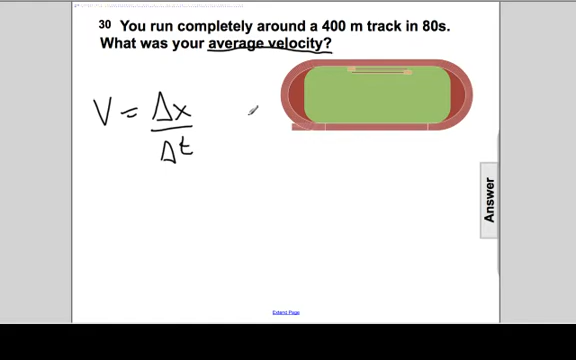 30 You run completely around a 400 m track in 80s.
What was your average velocity?
V = Δx
Δt
Answer
Extend Page